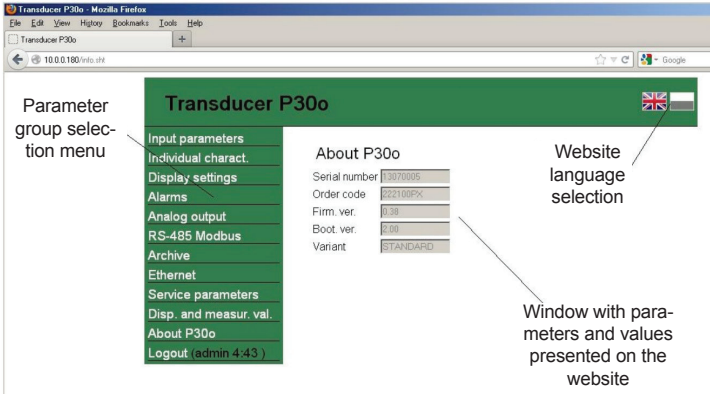 Transducer P30o - Mozilla Firefox
File Edit View History Bookmarks Tools Help
Transducer P30o +
10.0.0.180/info.sht Google
Transducer P30o
Parameter
group selec-
tion menu
Input parameters
Individual charact.
Display settings
Alarms
Analog output
RS-485 Modbus
Archive
Ethernet
Service parameters
Disp. and measur. val.
About P30o
Logout (admin 4:43 )
About P30o
Serial number 13070005
Order code 222100PX
Firm. ver. 0.38
Boot. ver. 2.00
Variant STANDARD
Website
language
selection
Window with para-
meters and values
presented on the
website